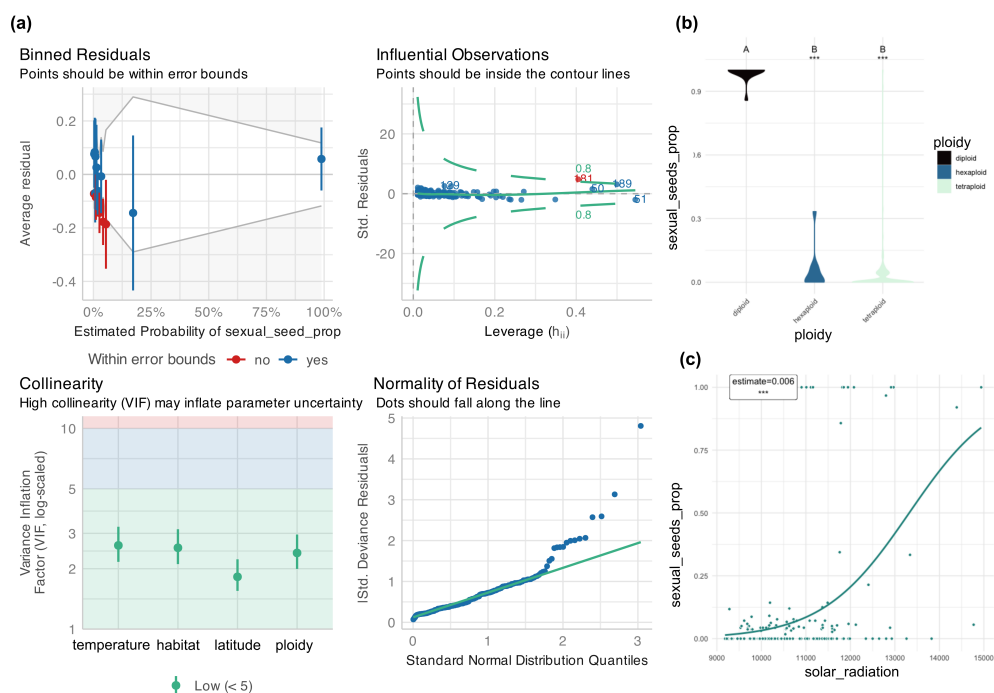 (a)
Binned Residuals
Points should be within error bounds
Average residual
0.2
0.0
-0.2
-0.4
0% 25% 50% 75% 100%
Estimated Probability of sexual_seed_prop
Within error bounds no yes
Influential Observations
Points should be inside the contour lines
Std. Residuals
20
0
-20
0.8
181
139
50
189
51
0.8
0.0 0.2 0.4
Leverage (hii)
Collinearity
High collinearity (VIF) may inflate parameter uncertainty
Variance Inflation
Factor (VIF, log-scaled)
10
5
3
2
1
temperature habitat latitude ploidy
Low (< 5)
Normality of Residuals
Dots should fall along the line
|Std. Deviance Residuals|
5
4
3
2
1
0
0 1 2 3
Standard Normal Distribution Quantiles
(b)
A B B
*** ***
sexual_seeds_prop
0.9
0.6
0.3
0.0
diploid hexaploid tetraploid
ploidy
ploidy
diploid
hexaploid
tetraploid
(c)
estimate=0.006
***
sexual_seeds_prop
1.00
0.75
0.50
0.25
0.00
9000 10000 11000 12000 13000 14000 15000
solar_radiation